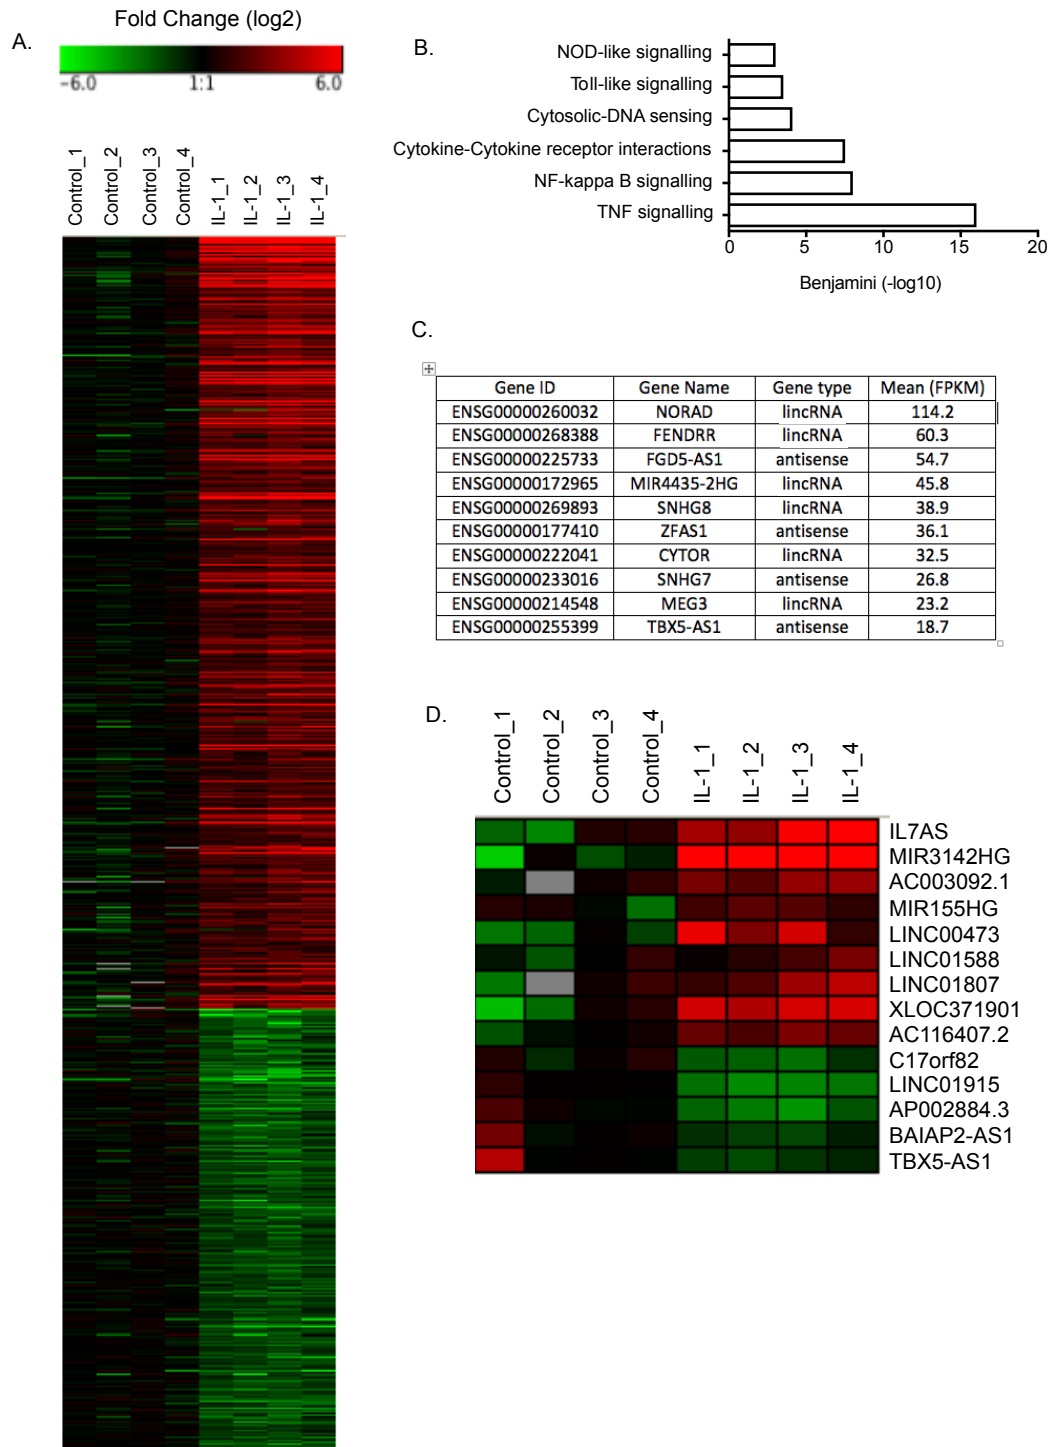 Fold Change (log2)
A.
-6.0 1:1 6.0
Control_1 Control_2 Control_3 Control_4 IL-1_1 IL-1_2 IL-1_3 IL-1_4
B.
NOD-like signalling
Toll-like signalling
Cytosolic-DNA sensing
Cytokine-Cytokine receptor interactions
NF-kappa B signalling
TNF signalling
0 5 10 15 20
Benjamini (-log10)
C.
Gene ID Gene Name Gene type Mean (FPKM)
ENSG00000260032 NORAD lincRNA 114.2
ENSG00000268388 FENDRR lincRNA 60.3
ENSG00000225733 FGD5-AS1 antisense 54.7
ENSG00000172965 MIR4435-2HG lincRNA 45.8
ENSG00000269893 SNHG8 lincRNA 38.9
ENSG00000177410 ZFAS1 antisense 36.1
ENSG00000222041 CYTOR lincRNA 32.5
ENSG00000233016 SNHG7 antisense 26.8
ENSG00000214548 MEG3 lincRNA 23.2
ENSG00000255399 TBX5-AS1 antisense 18.7
D.
Control_1 Control_2 Control_3 Control_4 IL-1_1 IL-1_2 IL-1_3 IL-1_4
IL7AS
MIR3142HG
AC003092.1
MIR155HG
LINC00473
LINC01588
LINC01807
XLOC371901
AC116407.2
C17orf82
LINC01915
AP002884.3
BAIAP2-AS1
TBX5-AS1